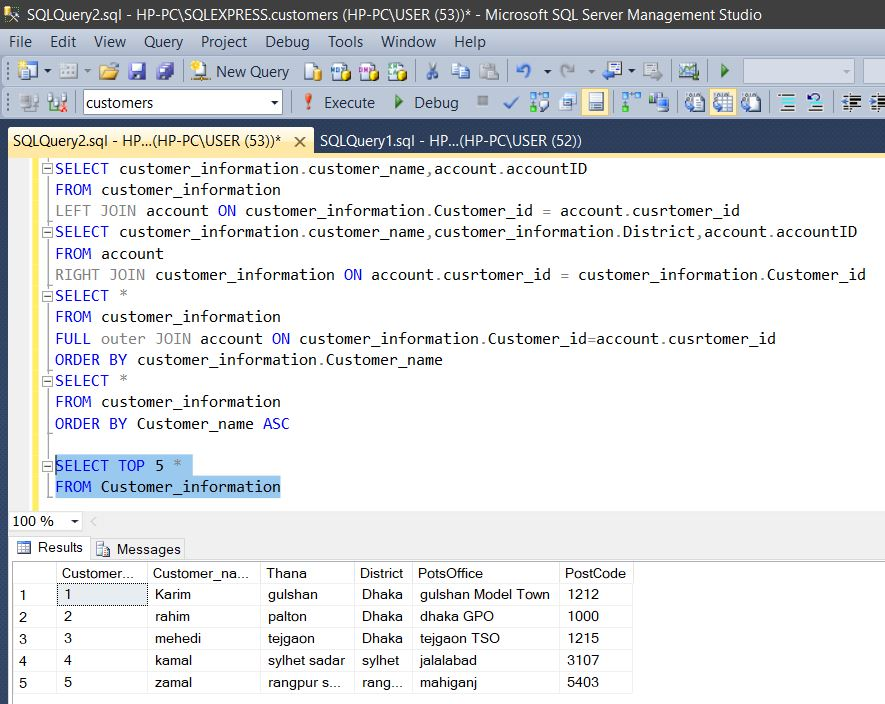 SQLQuery2.sql - HP-PC\SQLEXPRESS.customers (HP-PC\USER (53))* - Microsoft SQL Server Management Studio
File Edit View Query Project Debug Tools Window Help
New Query
customers Execute Debug
SQLQuery2.sql - HP...(HP-PC\USER (53))* SQLQuery1.sql - HP...(HP-PC\USER (52))
SELECT customer_information.customer_name,account.accountID
FROM customer_information
LEFT JOIN account ON customer_information.Customer_id = account.cusrtomer_id
SELECT customer_information.customer_name,customer_information.District,account.accountID
FROM account
RIGHT JOIN customer_information ON account.cusrtomer_id = customer_information.Customer_id
SELECT *
FROM customer_information
FULL outer JOIN account ON customer_information.Customer_id=account.cusrtomer_id
ORDER BY customer_information.Customer_name
SELECT *
FROM customer_information
ORDER BY Customer_name ASC
SELECT TOP 5 *
FROM Customer_information
100 %
Results Messages
Customer... Customer_na... Thana District PotsOffice PostCode
1 1 Karim gulshan Dhaka gulshan Model Town 1212
2 2 rahim palton Dhaka dhaka GPO 1000
3 3 mehedi tejgaon Dhaka tejgaon TSO 1215
4 4 kamal sylhet sadar sylhet jalalabad 3107
5 5 zamal rangpur s... rang... mahiganj 5403